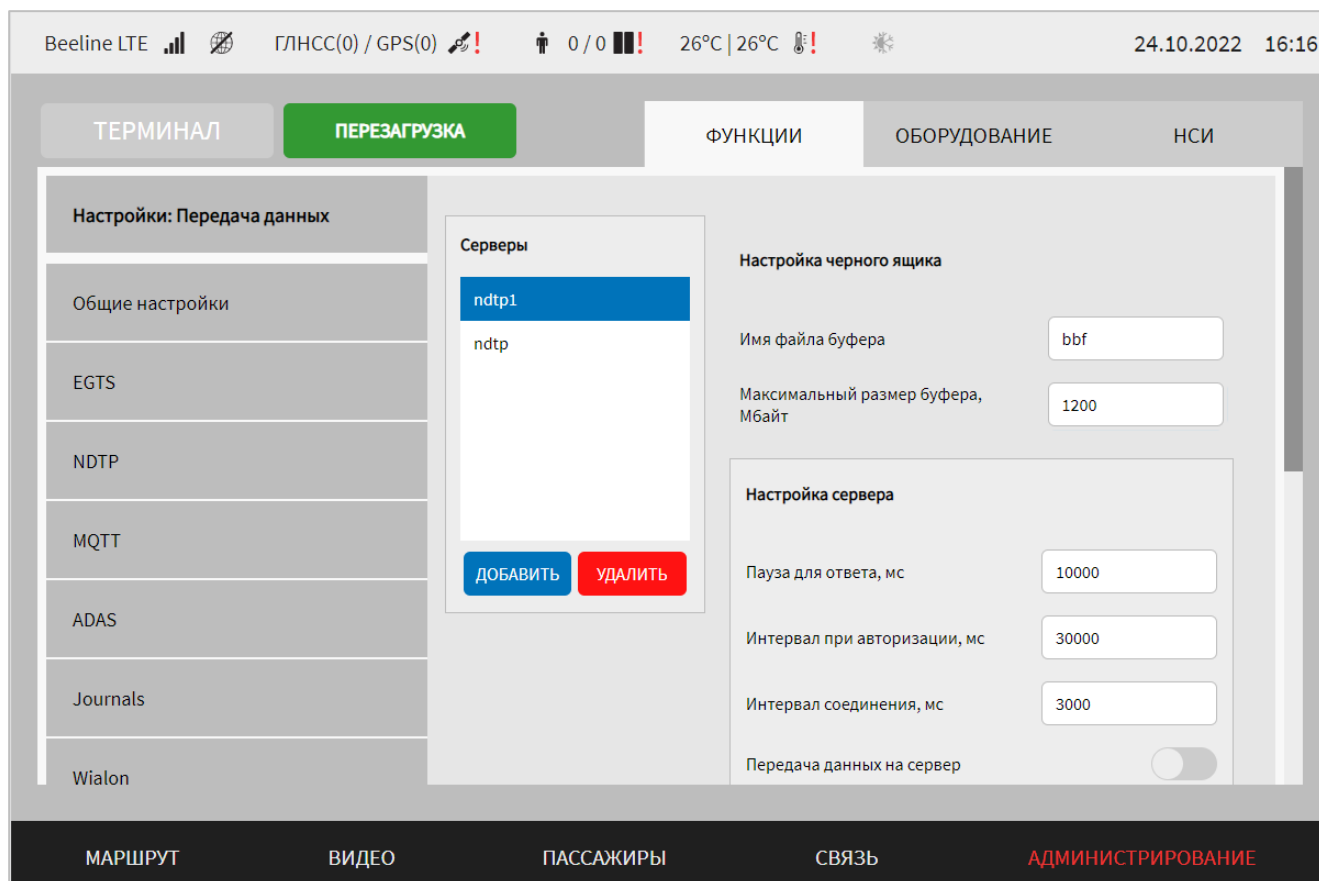 Beeline LTE ГЛНСС(0) / GPS(0) ! 0 / 0 ! 26°C | 26°C ! 24.10.2022 16:16
ТЕРМИНАЛ ПЕРЕЗАГРУЗКА ФУНКЦИИ ОБОРУДОВАНИЕ НСИ
Настройки: Передача данных
Общие настройки
EGTS
NDTP
MQTT
ADAS
Journals
Wialon
Серверы
ndtp1
ndtp
ДОБАВИТЬ УДАЛИТЬ
Настройка черного ящика
Имя файла буфера bbf
Максимальный размер буфера,
Мбайт 1200
Настройка сервера
Пауза для ответа, мс 10000
Интервал при авторизации, мс 30000
Интервал соединения, мс 3000
Передача данных на сервер
МАРШРУТ ВИДЕО ПАССАЖИРЫ СВЯЗЬ АДМИНИСТРИРОВАНИЕ